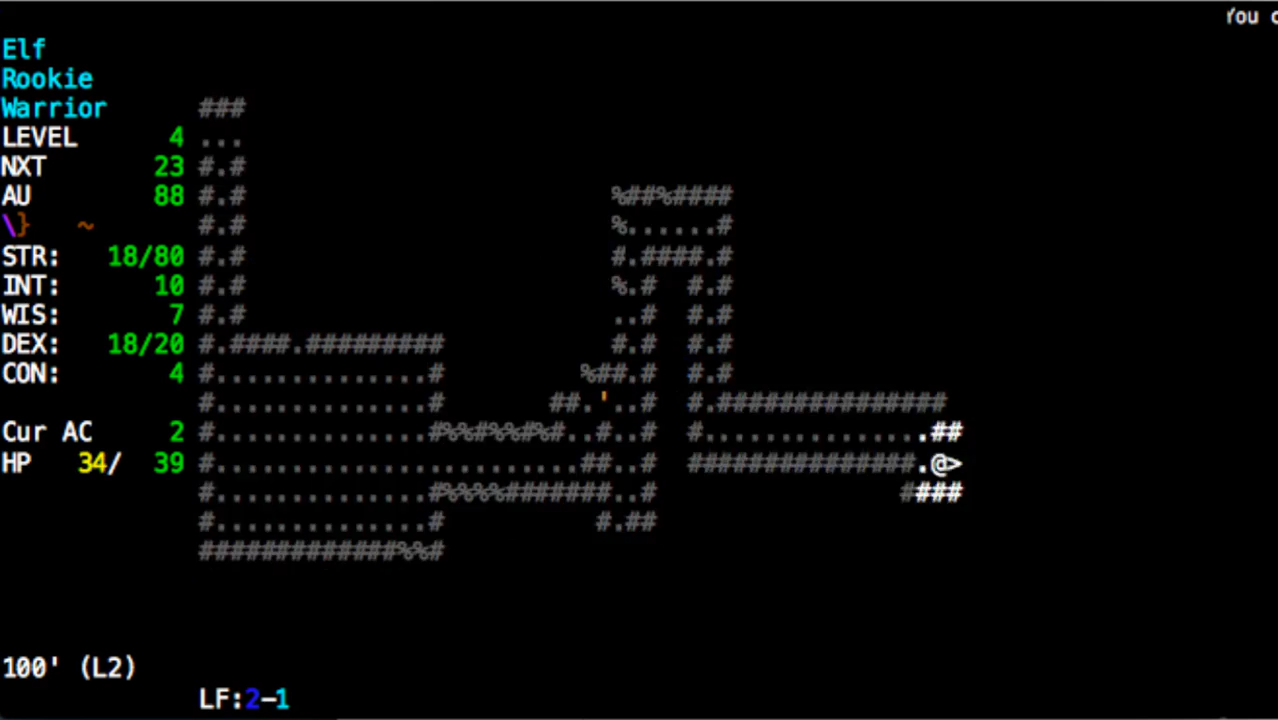 You c
Elf
Rookie
Warrior ###
LEVEL 4 ...
NXT 23 #.#
AU 88 #.# %##%####
\} ~ #.# %......#
STR: 18/80 #.# #.####.#
INT: 10 #.# %.# #.#
WIS: 7 #.# ..# #.#
DEX: 18/20 #.####.######### #.# #.#
CON: 4 #..............# %##.# #.#
#..............# ##.'..# #.###############
Cur AC 2 #..............#%%#%%#%#..#..# #...............##
HP 34/ 39 #........................##..# ###############.@>
#..............#%%%%#######..# ####
#..............# #.##
#############%%#
100' (L2)
LF:2-1